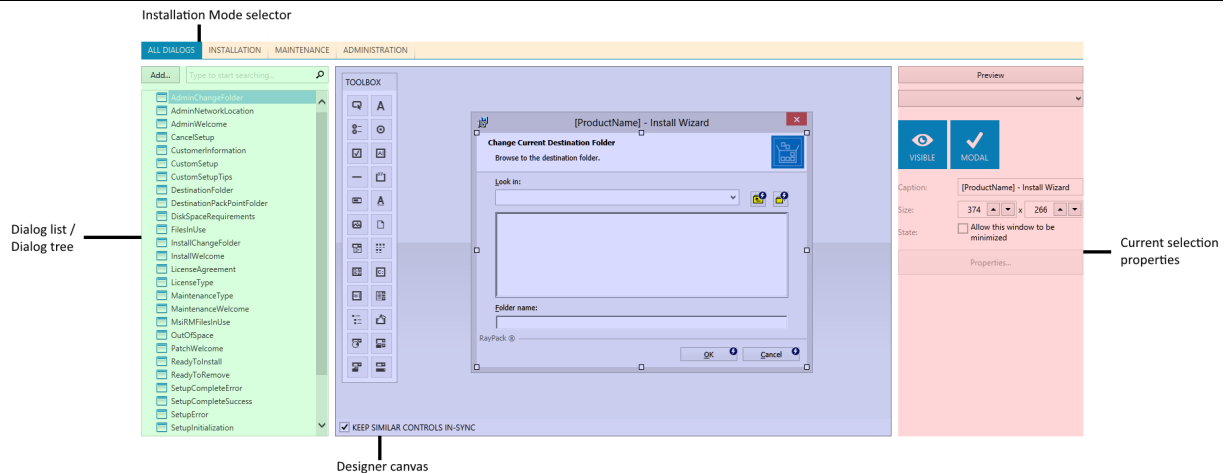 Installation Mode selector
ALL DIALOGS INSTALLATION MAINTENANCE ADMINISTRATION
Add... Type to start searching...
AdminChangeFolder
AdminNetworkLocation
AdminWelcome
CancelSetup
CustomerInformation
CustomSetup
CustomSetupTips
DestinationFolder
DestinationPackPointFolder
DiskSpaceRequirements
FilesInUse
InstallChangeFolder
InstallWelcome
LicenseAgreement
LicenseType
MaintenanceType
MaintenanceWelcome
MsiRMFilesInUse
OutOfSpace
PatchWelcome
ReadyToInstall
ReadyToRemove
SetupCompleteError
SetupCompleteSuccess
SetupError
SetupInitialization
Dialog list /
Dialog tree
TOOLBOX
[ProductName] - Install Wizard
Change Current Destination Folder
Browse to the destination folder.
Look in:
Folder name:
RayPack ®
OK Cancel
KEEP SIMILAR CONTROLS IN-SYNC
Designer canvas
Preview
VISIBLE MODAL
Caption: [ProductName] - Install Wizard
Size: 374 x 266
State: Allow this window to be
minimized
Properties...
Current selection
properties